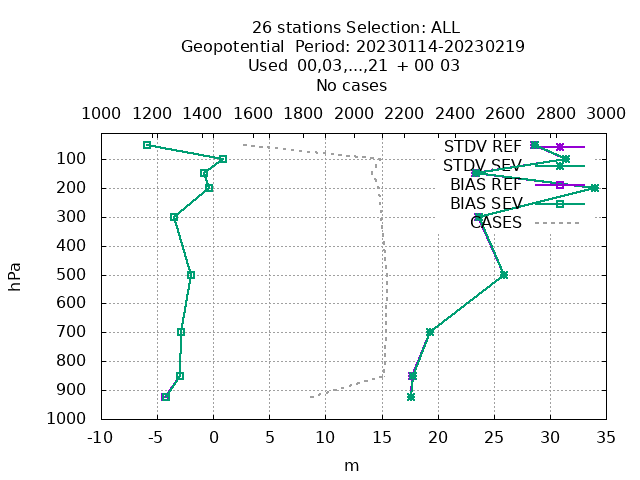 26 stations Selection: ALL
Geopotential  Period: 20230114-20230219
Used  00,03,...,21  + 00 03
No cases
1000 1200 1400 1600 1800 2000 2200 2400 2600 2800 3000
STDV REF
STDV SEV
BIAS REF
BIAS SEV
CASES
100
200
300
400
500
600
700
800
900
1000
hPa
-10 -5 0 5 10 15 20 25 30 35
m